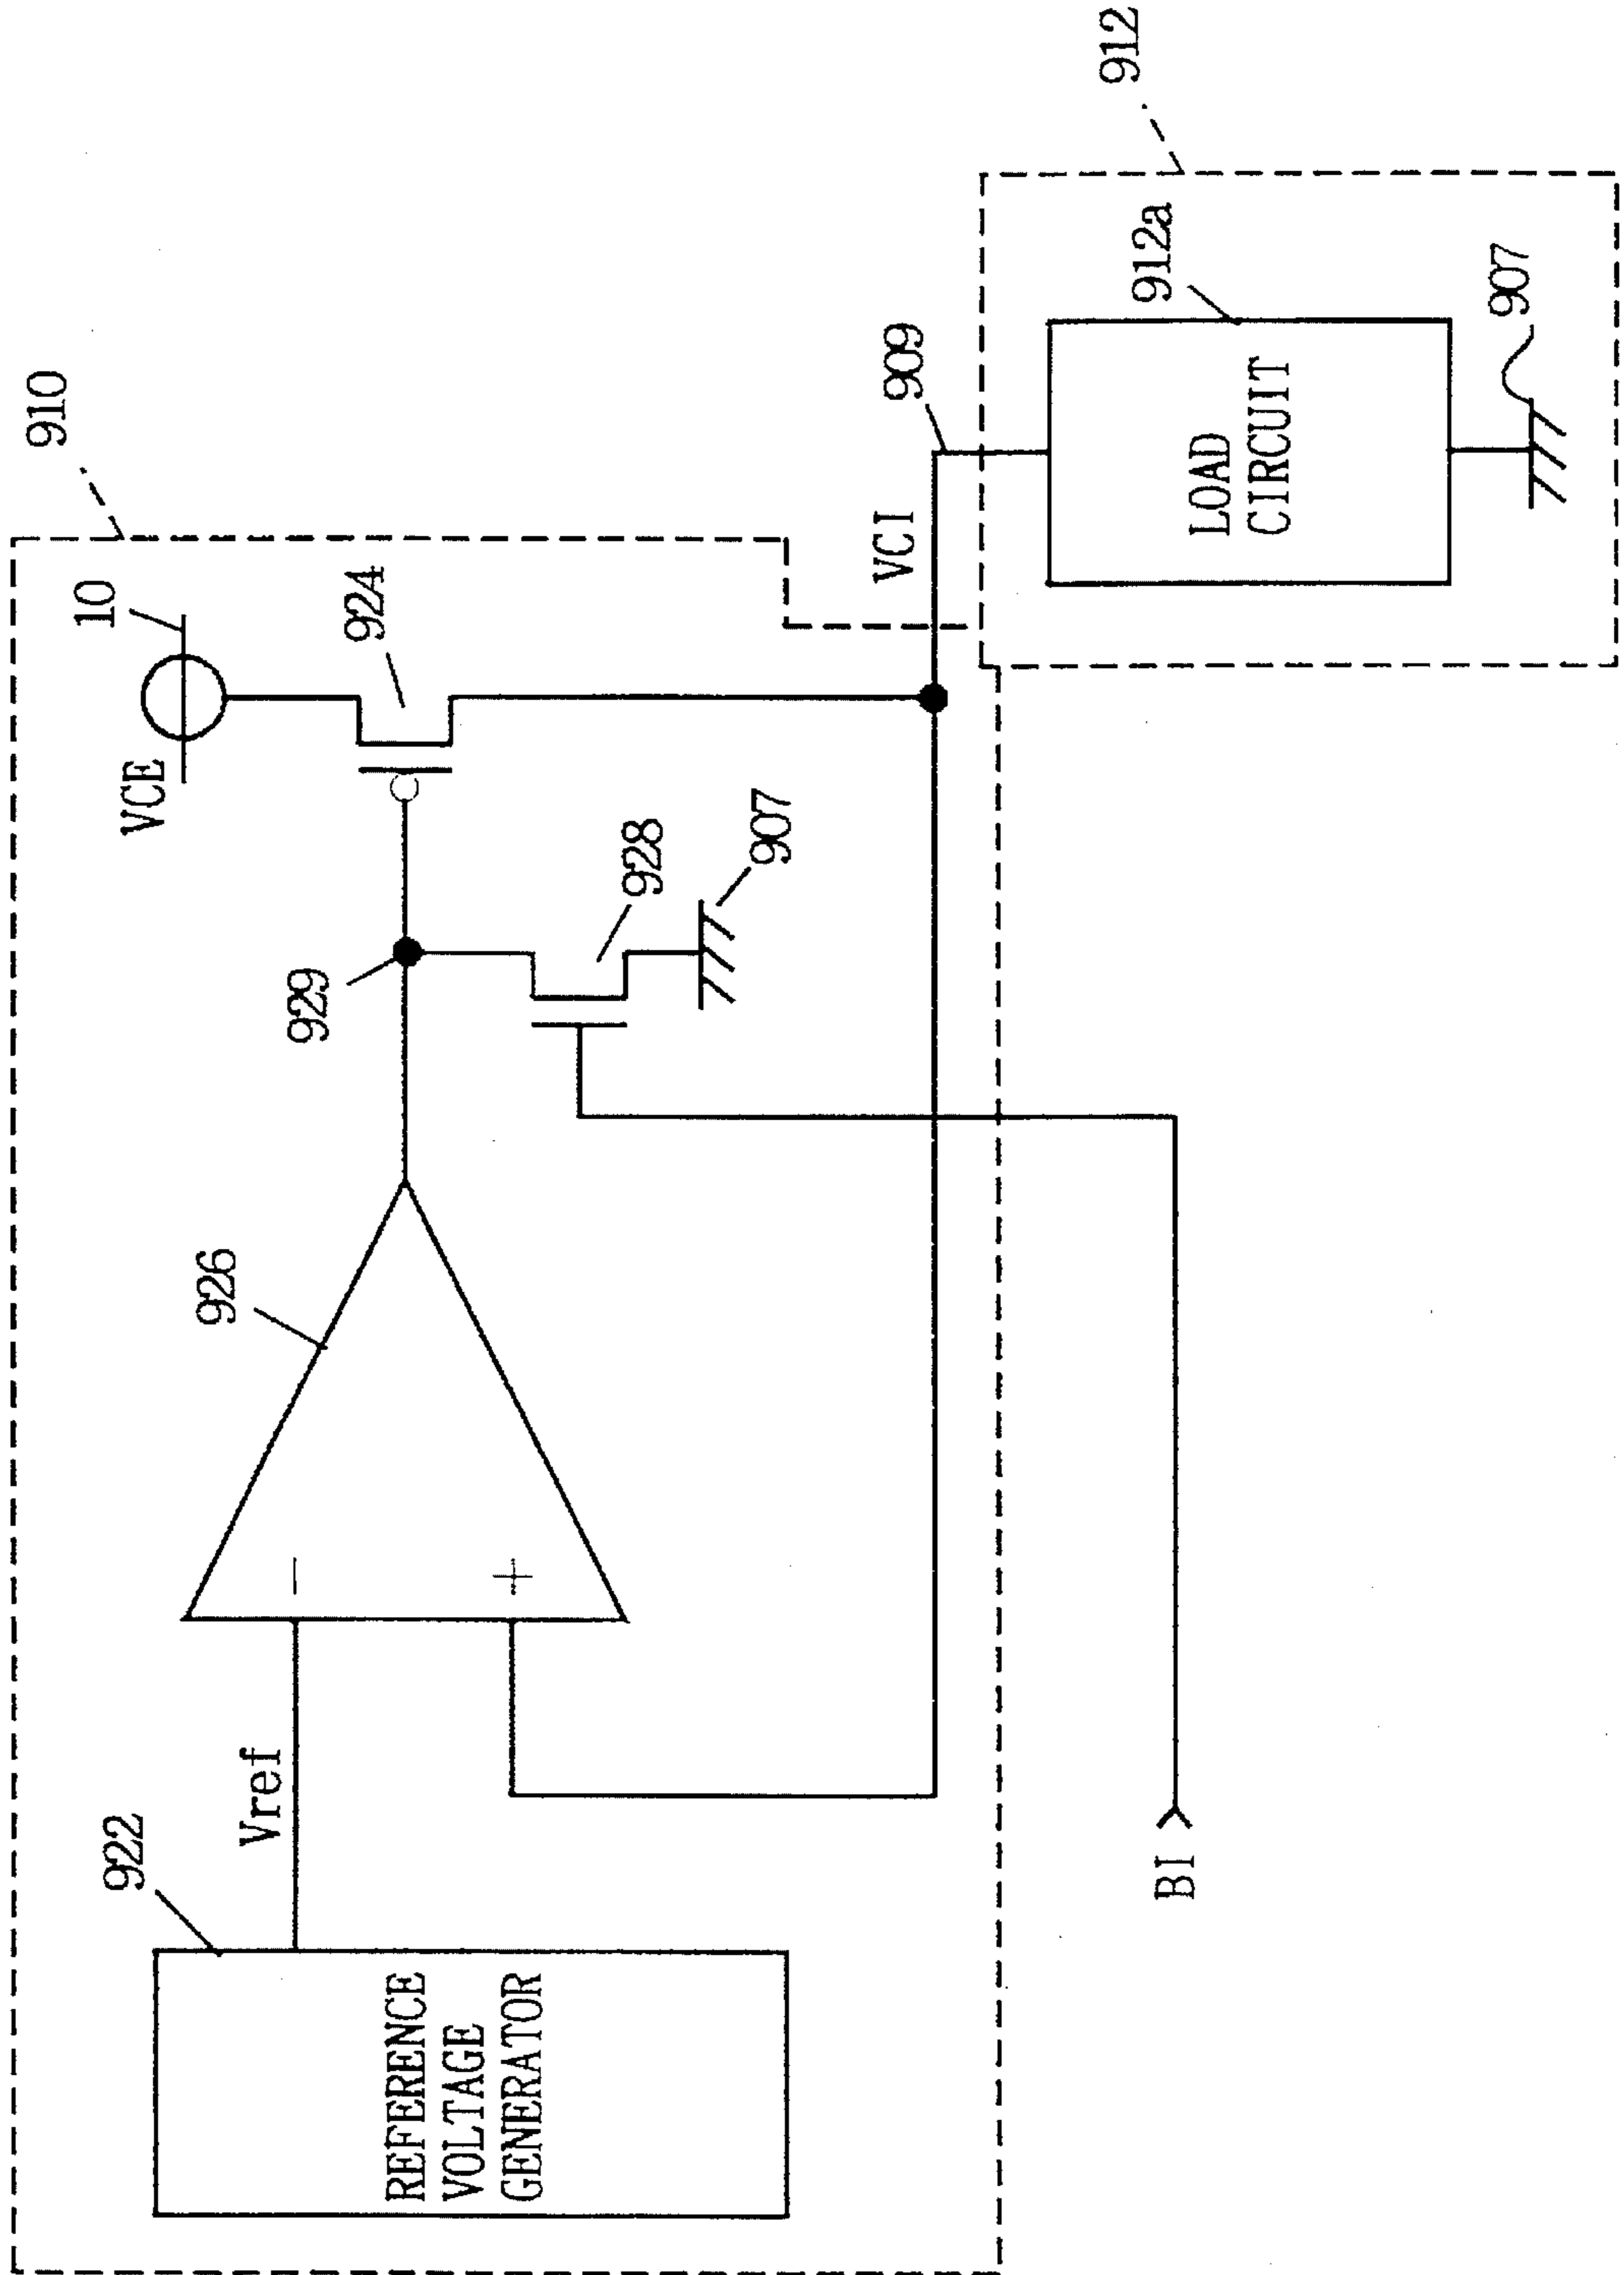 910
10
VCE
924
929
928
907
926
922
Vref
REFERENCE
VOLTAGE
GENERATOR
-
+
VCI
909
912
912a
LOAD
CIRCUIT
907
BI